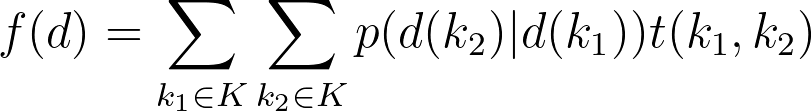 f(d) = \sum_{k_1 \in K} \sum_{k_2 \in K} p(d(k_2)|d(k_1))t(k_1, k_2)